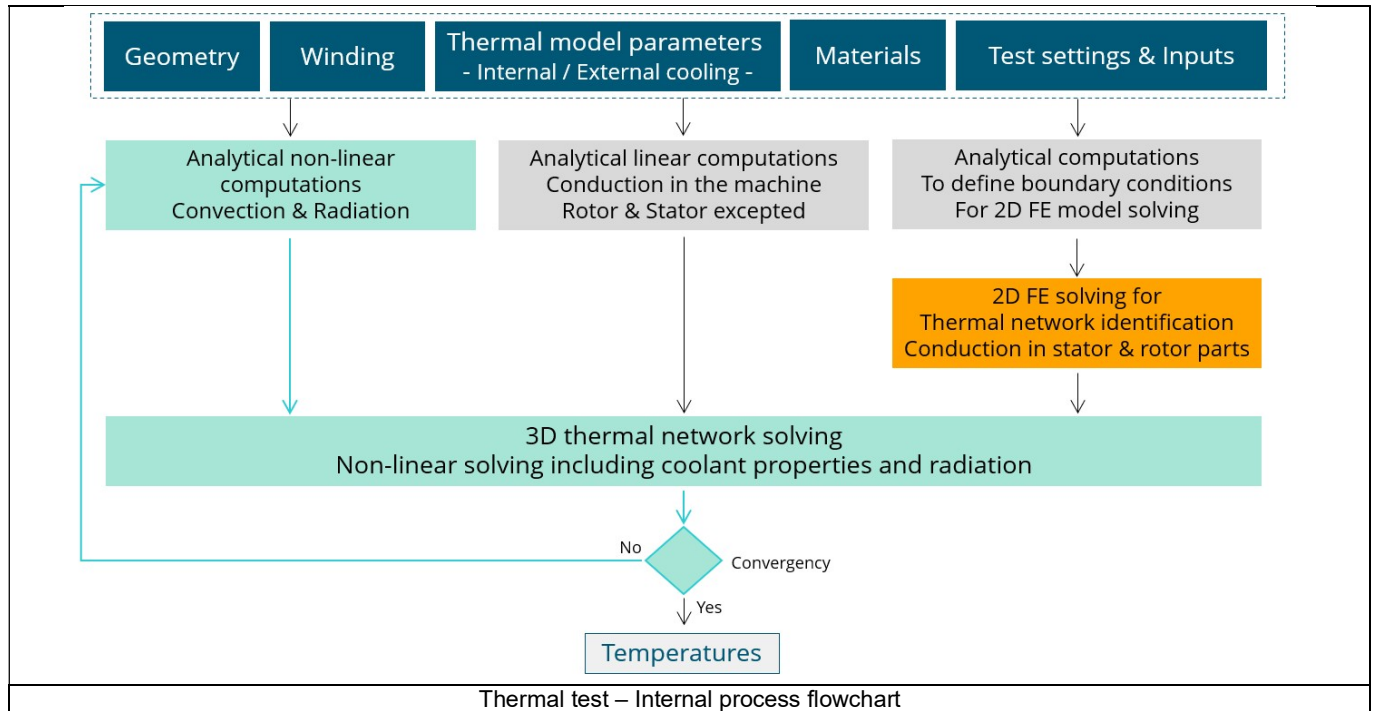 Geometry
Winding
Thermal model parameters
- Internal / External cooling -
Materials
Test settings & Inputs
Analytical non-linear
computations
Convection & Radiation
Analytical linear computations
Conduction in the machine
Rotor & Stator excepted
Analytical computations
To define boundary conditions
For 2D FE model solving
2D FE solving for
Thermal network identification
Conduction in stator & rotor parts
3D thermal network solving
Non-linear solving including coolant properties and radiation
No
Convergency
Yes
Temperatures
Thermal test – Internal process flowchart